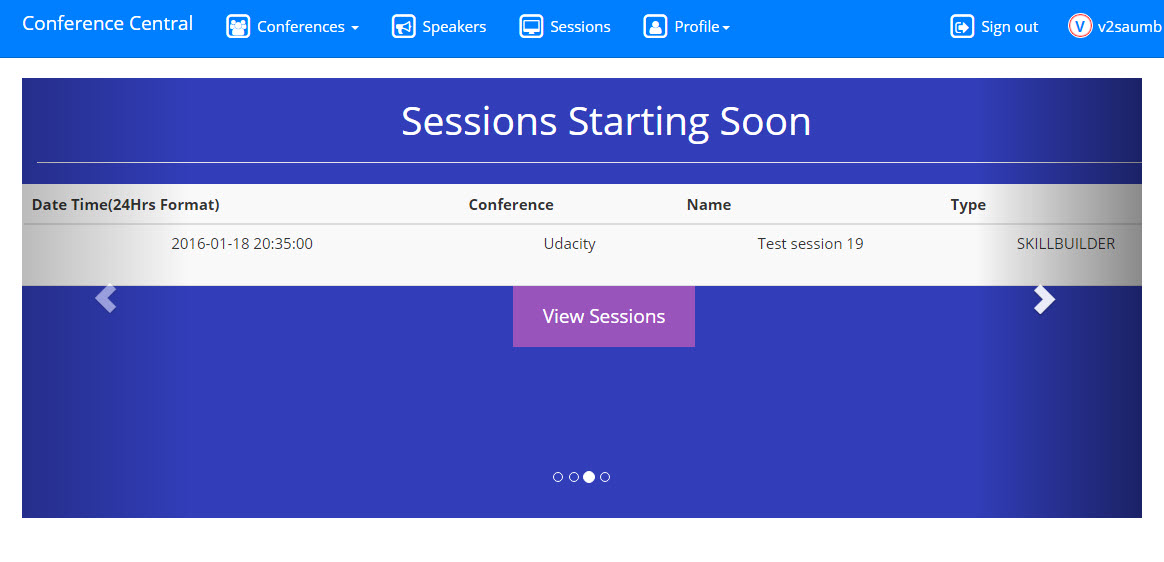 Conference Central Conferences Speakers Sessions Profile Sign out V v2saumb
Sessions Starting Soon
Date Time(24Hrs Format) Conference Name Type
2016-01-18 20:35:00 Udacity Test session 19 SKILLBUILDER
View Sessions